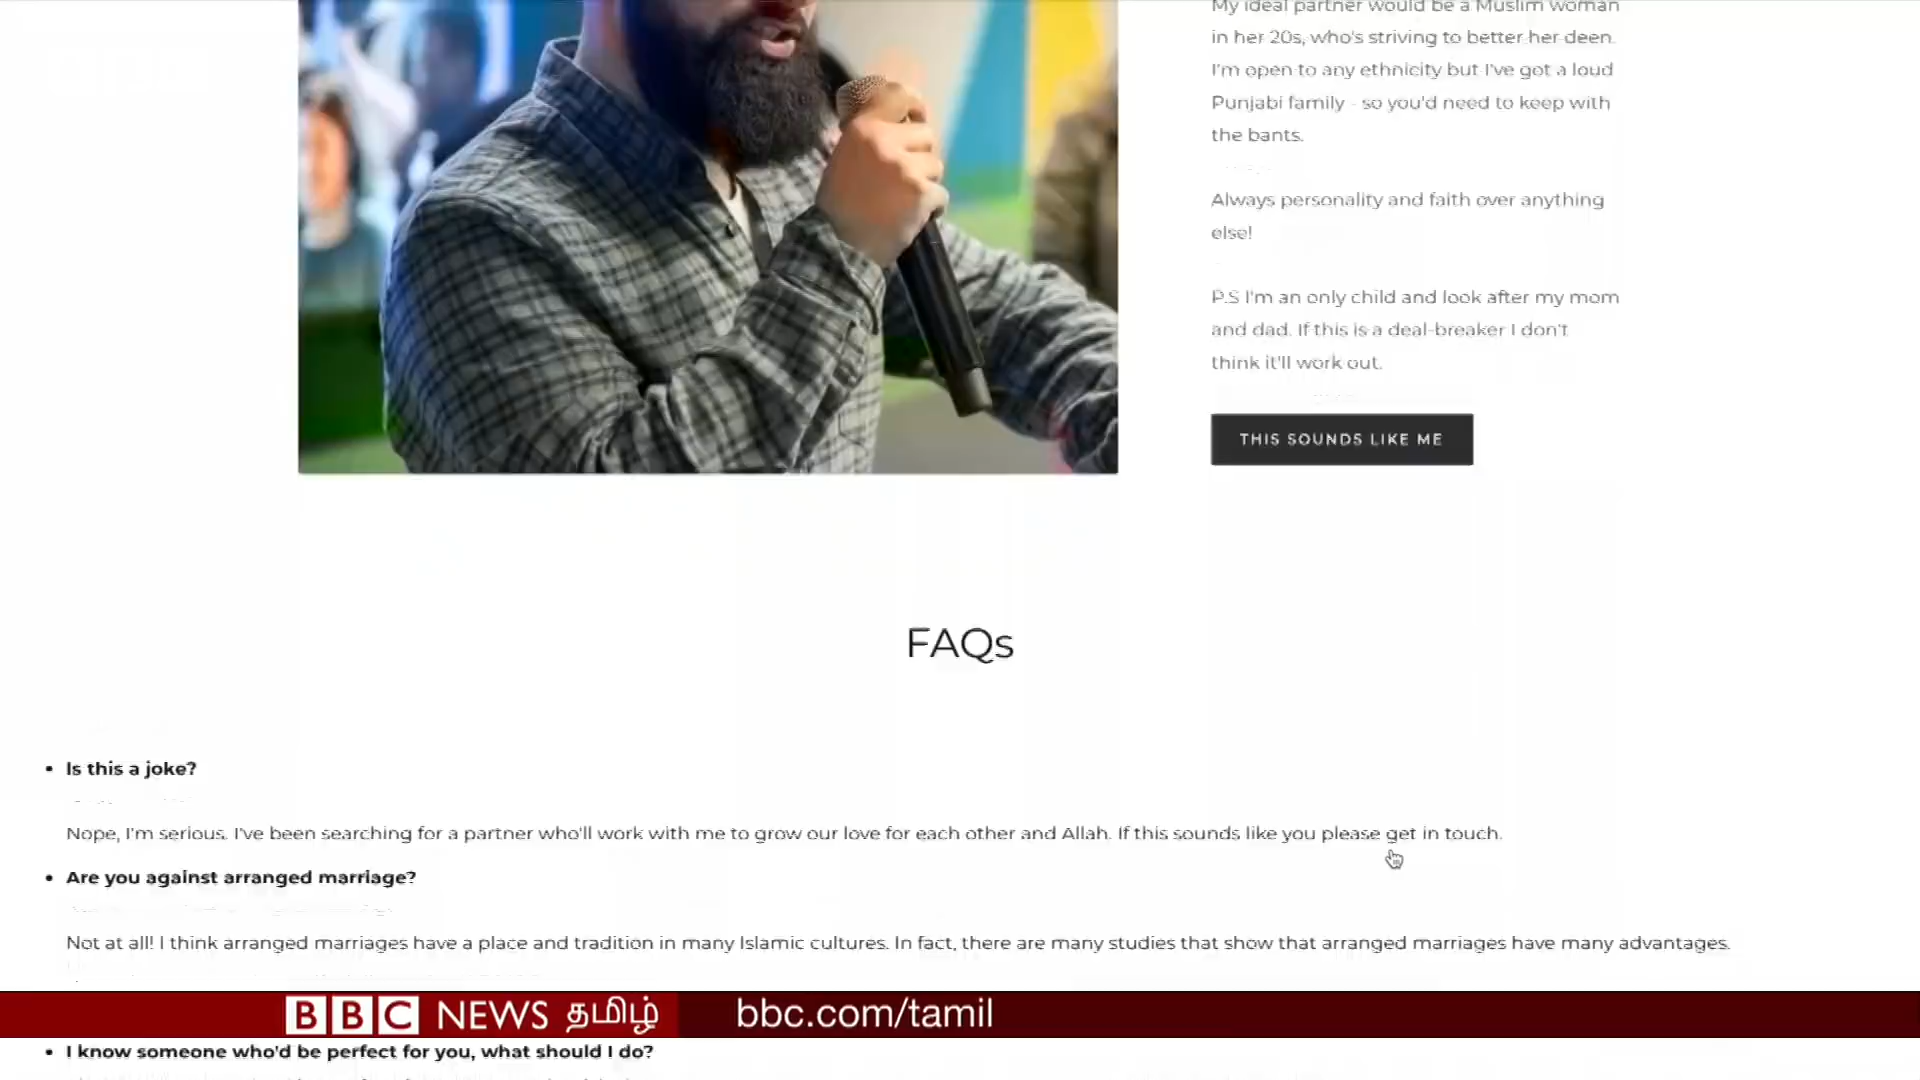 My ideal partner would be a Muslim woman
in her 20s, who's striving to better her deen.
I'm open to any ethnicity but I've got a loud
Punjabi family - so you'd need to keep with
the bants.
Always personality and faith over anything
else!
P.S I'm an only child and look after my mom
and dad. If this is a deal-breaker I don't
think it'll work out.
THIS SOUNDS LIKE ME
FAQs
• Is this a joke?
Nope, I'm serious. I've been searching for a partner who'll work with me to grow our love for each other and Allah. If this sounds like you please get in touch.
• Are you against arranged marriage?
Not at all! I think arranged marriages have a place and tradition in many Islamic cultures. In fact, there are many studies that show that arranged marriages have many advantages.
BBC NEWS தமிழ் bbc.com/tamil
• I know someone who'd be perfect for you, what should I do?